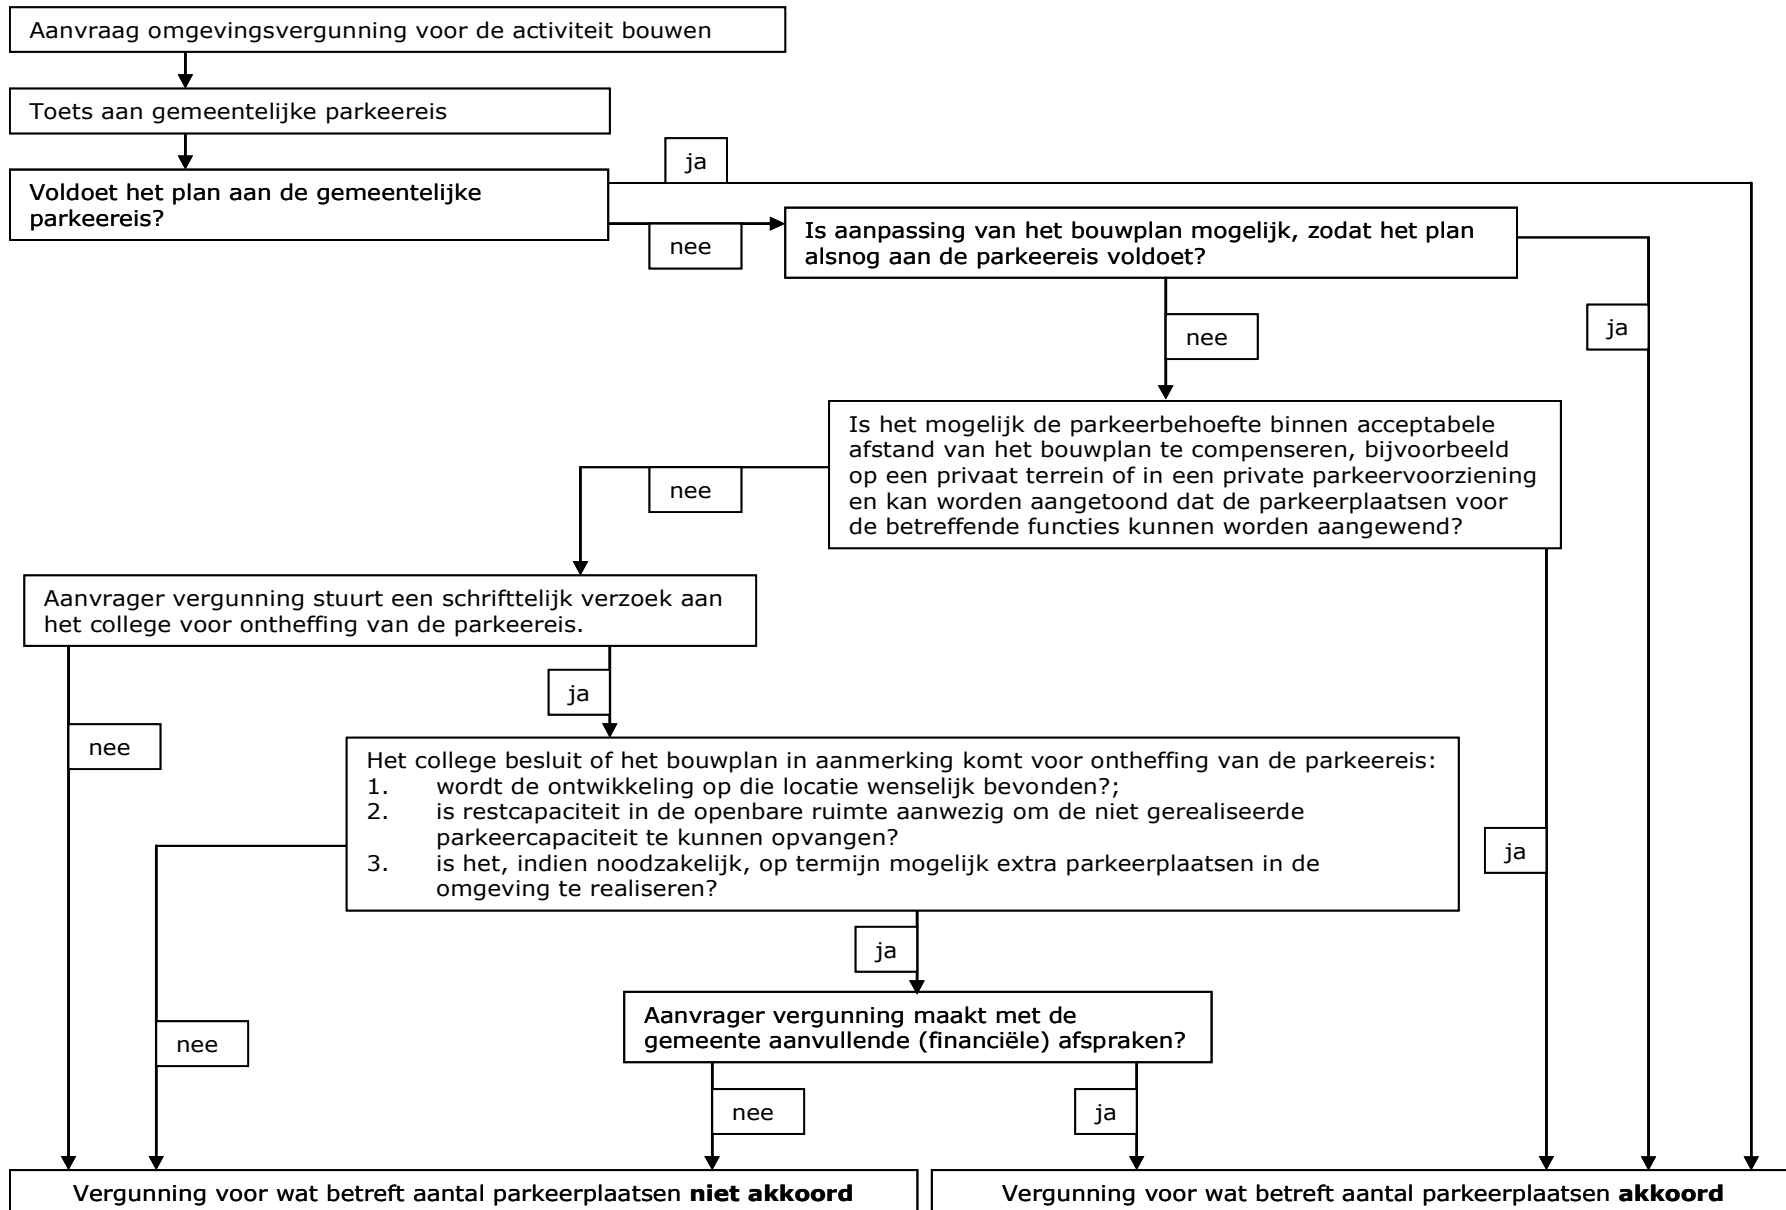 Aanvraag omgevingsvergunning voor de activiteit bouwen
Toets aan gemeentelijke parkeereis
ja
Voldoet het plan aan de gemeentelijke
parkeereis?
nee
Is aanpassing van het bouwplan mogelijk, zodat het plan
alsnog aan de parkeereis voldoet?
ja
nee
Is het mogelijk de parkeerbehoefte binnen acceptabele
afstand van het bouwplan te compenseren, bijvoorbeeld
op een privaat terrein of in een private parkeervoorziening
en kan worden aangetoond dat de parkeerplaatsen voor
de betreffende functies kunnen worden aangewend?
nee
Aanvrager vergunning stuurt een schrifttelijk verzoek aan
het college voor ontheffing van de parkeereis.
ja
nee
Het college besluit of het bouwplan in aanmerking komt voor ontheffing van de parkeereis:
1. wordt de ontwikkeling op die locatie wenselijk bevonden?;
2. is restcapaciteit in de openbare ruimte aanwezig om de niet gerealiseerde
parkeercapaciteit te kunnen opvangen?
3. is het, indien noodzakelijk, op termijn mogelijk extra parkeerplaatsen in de
omgeving te realiseren?
ja
ja
nee
Aanvrager vergunning maakt met de
gemeente aanvullende (financiële) afspraken?
nee
ja
Vergunning voor wat betreft aantal parkeerplaatsen niet akkoord
Vergunning voor wat betreft aantal parkeerplaatsen akkoord